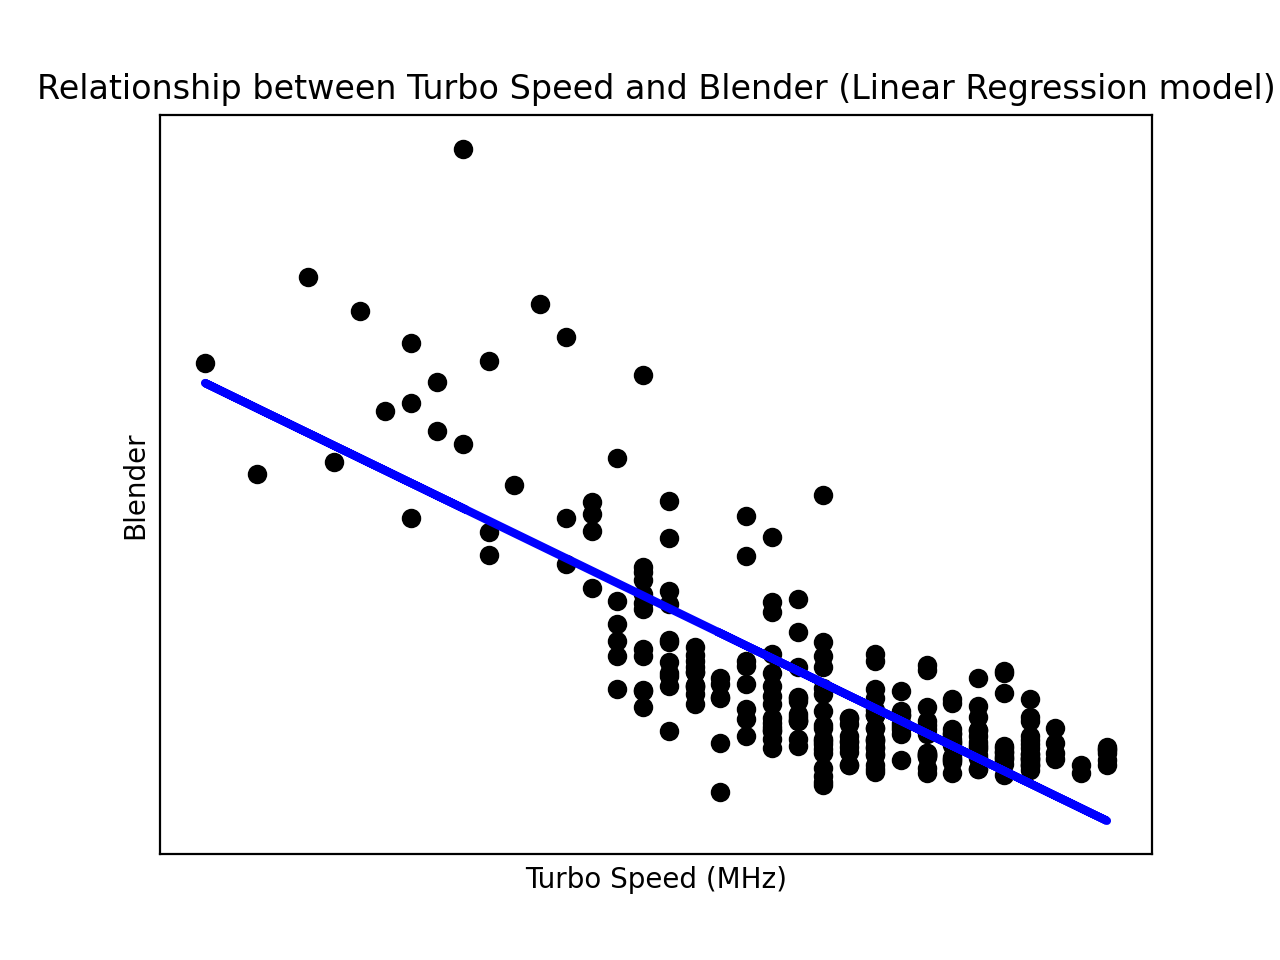 Relationship between Turbo Speed and Blender (Linear Regression model)
Blender
Turbo Speed (MHz)